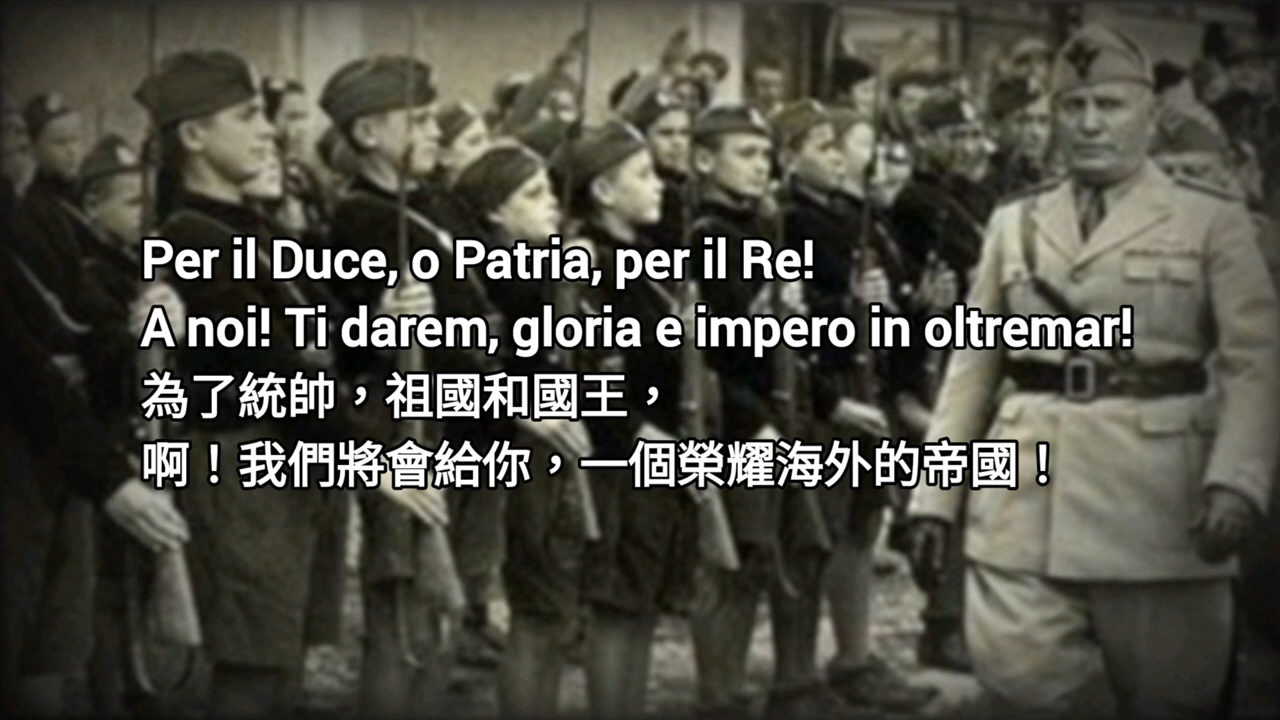 Per il Duce, o Patria, per il Re!
A noi! Ti darem, gloria e impero in oltremar!
為了統帥，祖國和國王，
啊！我們將會給你，一個榮耀海外的帝國！